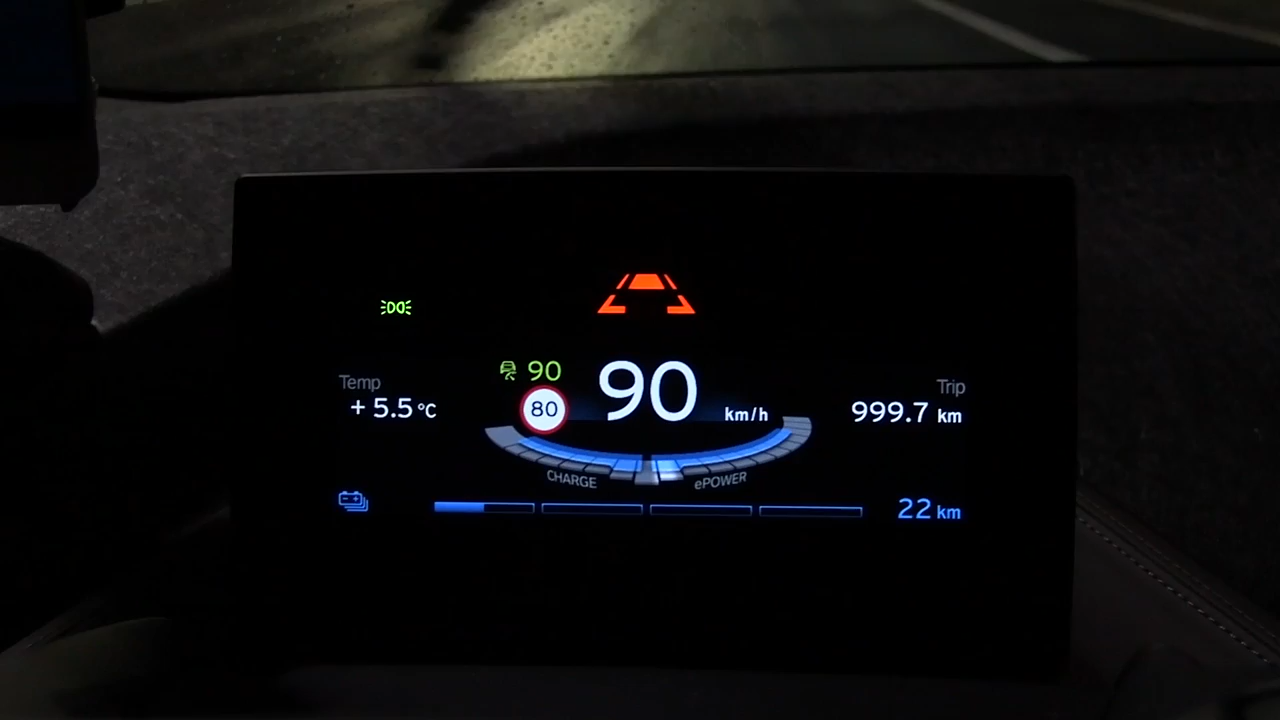 90
Temp
+ 5.5 °C
80
90 km/h
Trip
999.7 km
CHARGE
ePOWER
22 km